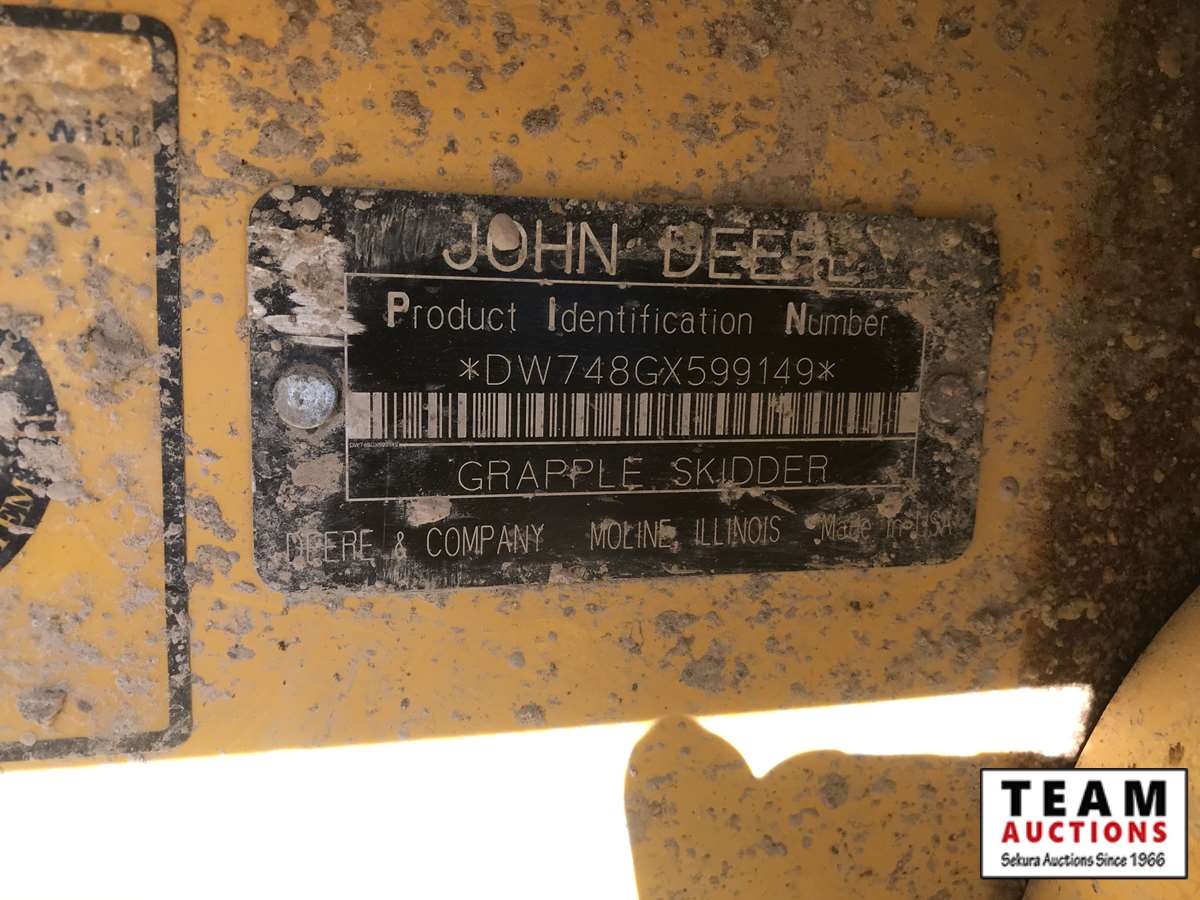 JOHN DEERE
Product Identification Number
*DW748GX599149*
GRAPPLE SKIDDER
DEERE & COMPANY MOLINE ILLINOIS Made in USA
TEAM
AUCTIONS
Sekura Auctions Since 1966